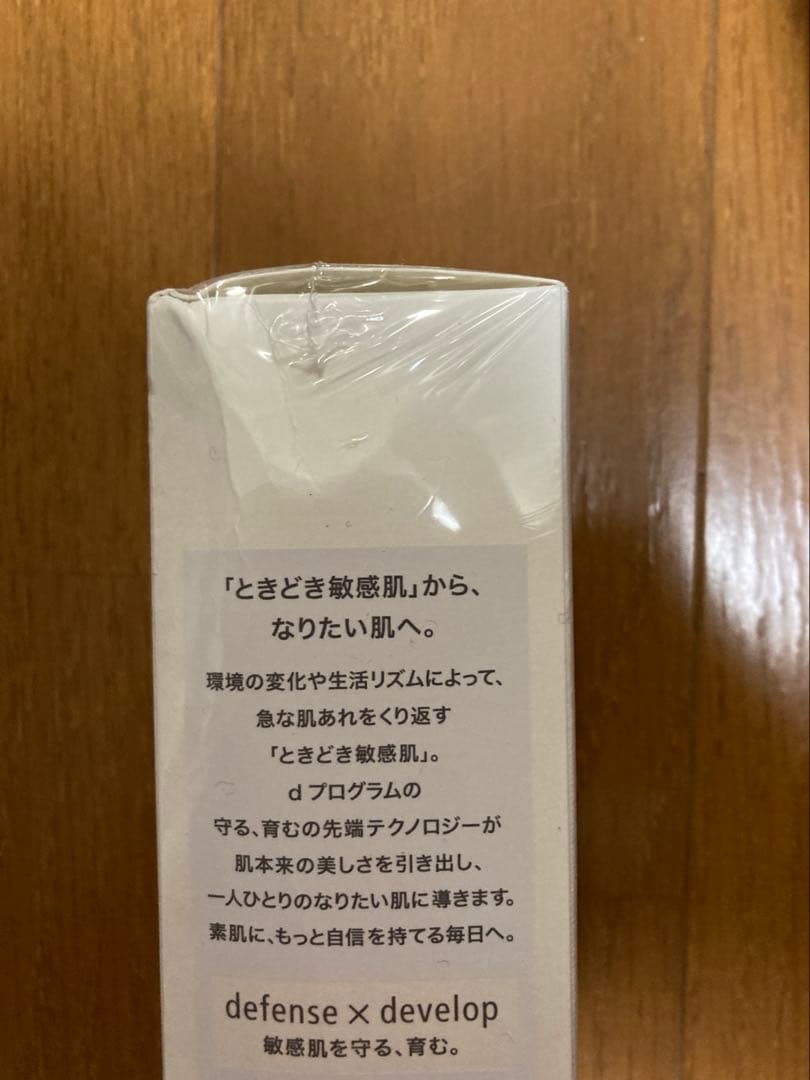 「ときどき敏感肌」から、
なりたい肌へ。
環境の変化や生活リズムによって、
急な肌あれをくり返す
「ときどき敏感肌」。
d プログラムの
守る、育むの先端テクノロジーが
肌本来の美しさを引き出し、
一人ひとりのなりたい肌に導きます。
素肌に、もっと自信を持てる毎日へ。
defense × develop
敏感肌を守る、育む。